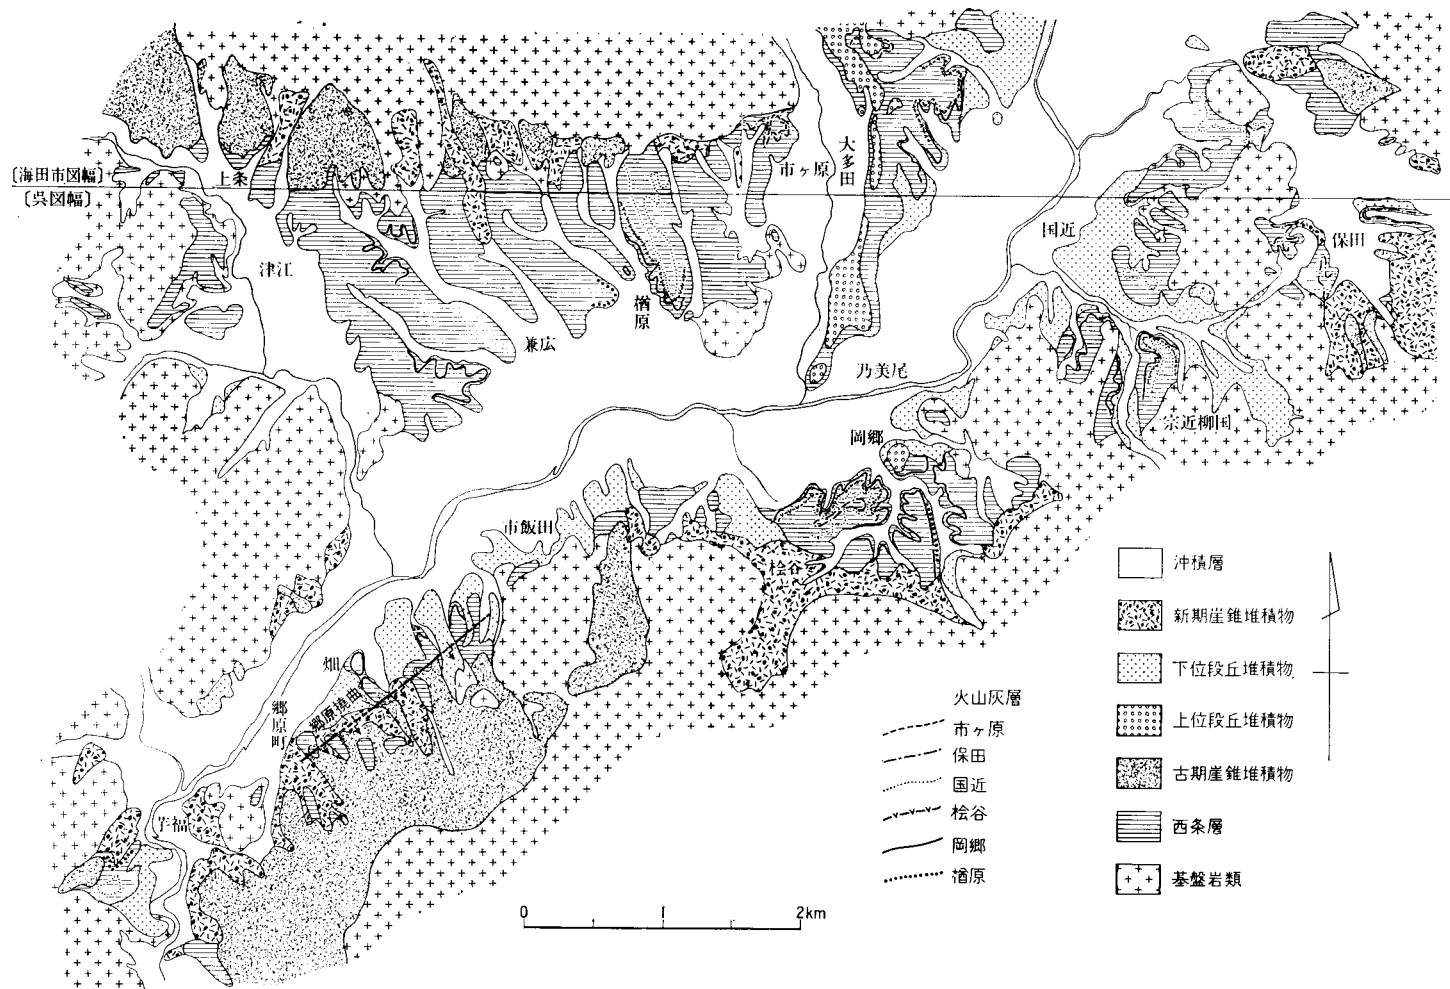 〔海田市図幅〕
〔呉図幅〕
上条
市ヶ原
大多田
津江
国近
保田
楢原
兼広
乃美尾
宗近柳国
岡郷
市飯田
桧谷
畑
郷原撓曲
郷原町
芋福
火山灰層
市ヶ原
保田
国近
桧谷
岡郷
楢原
沖積層
新期崖錐堆積物
下位段丘堆積物
上位段丘堆積物
古期崖錐堆積物
西条層
基盤岩類
0 1 2km